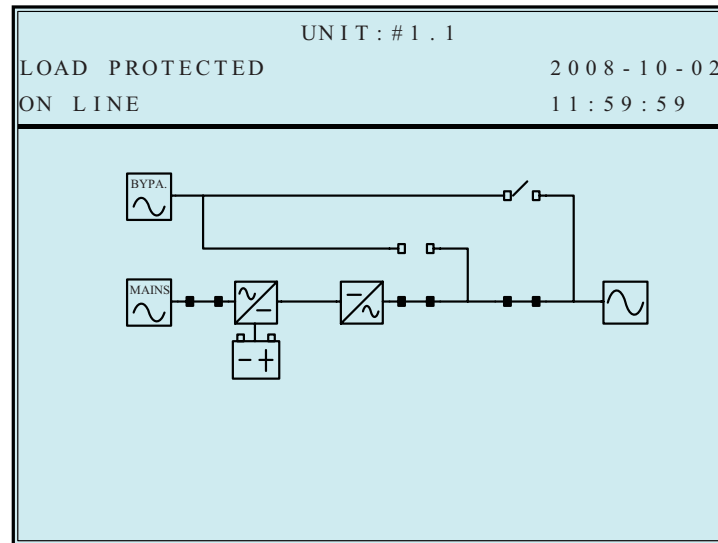 UNIT:#1.1
LOAD PROTECTED 2008-10-02
ON LINE 11:59:59
BYPA.
MAINS